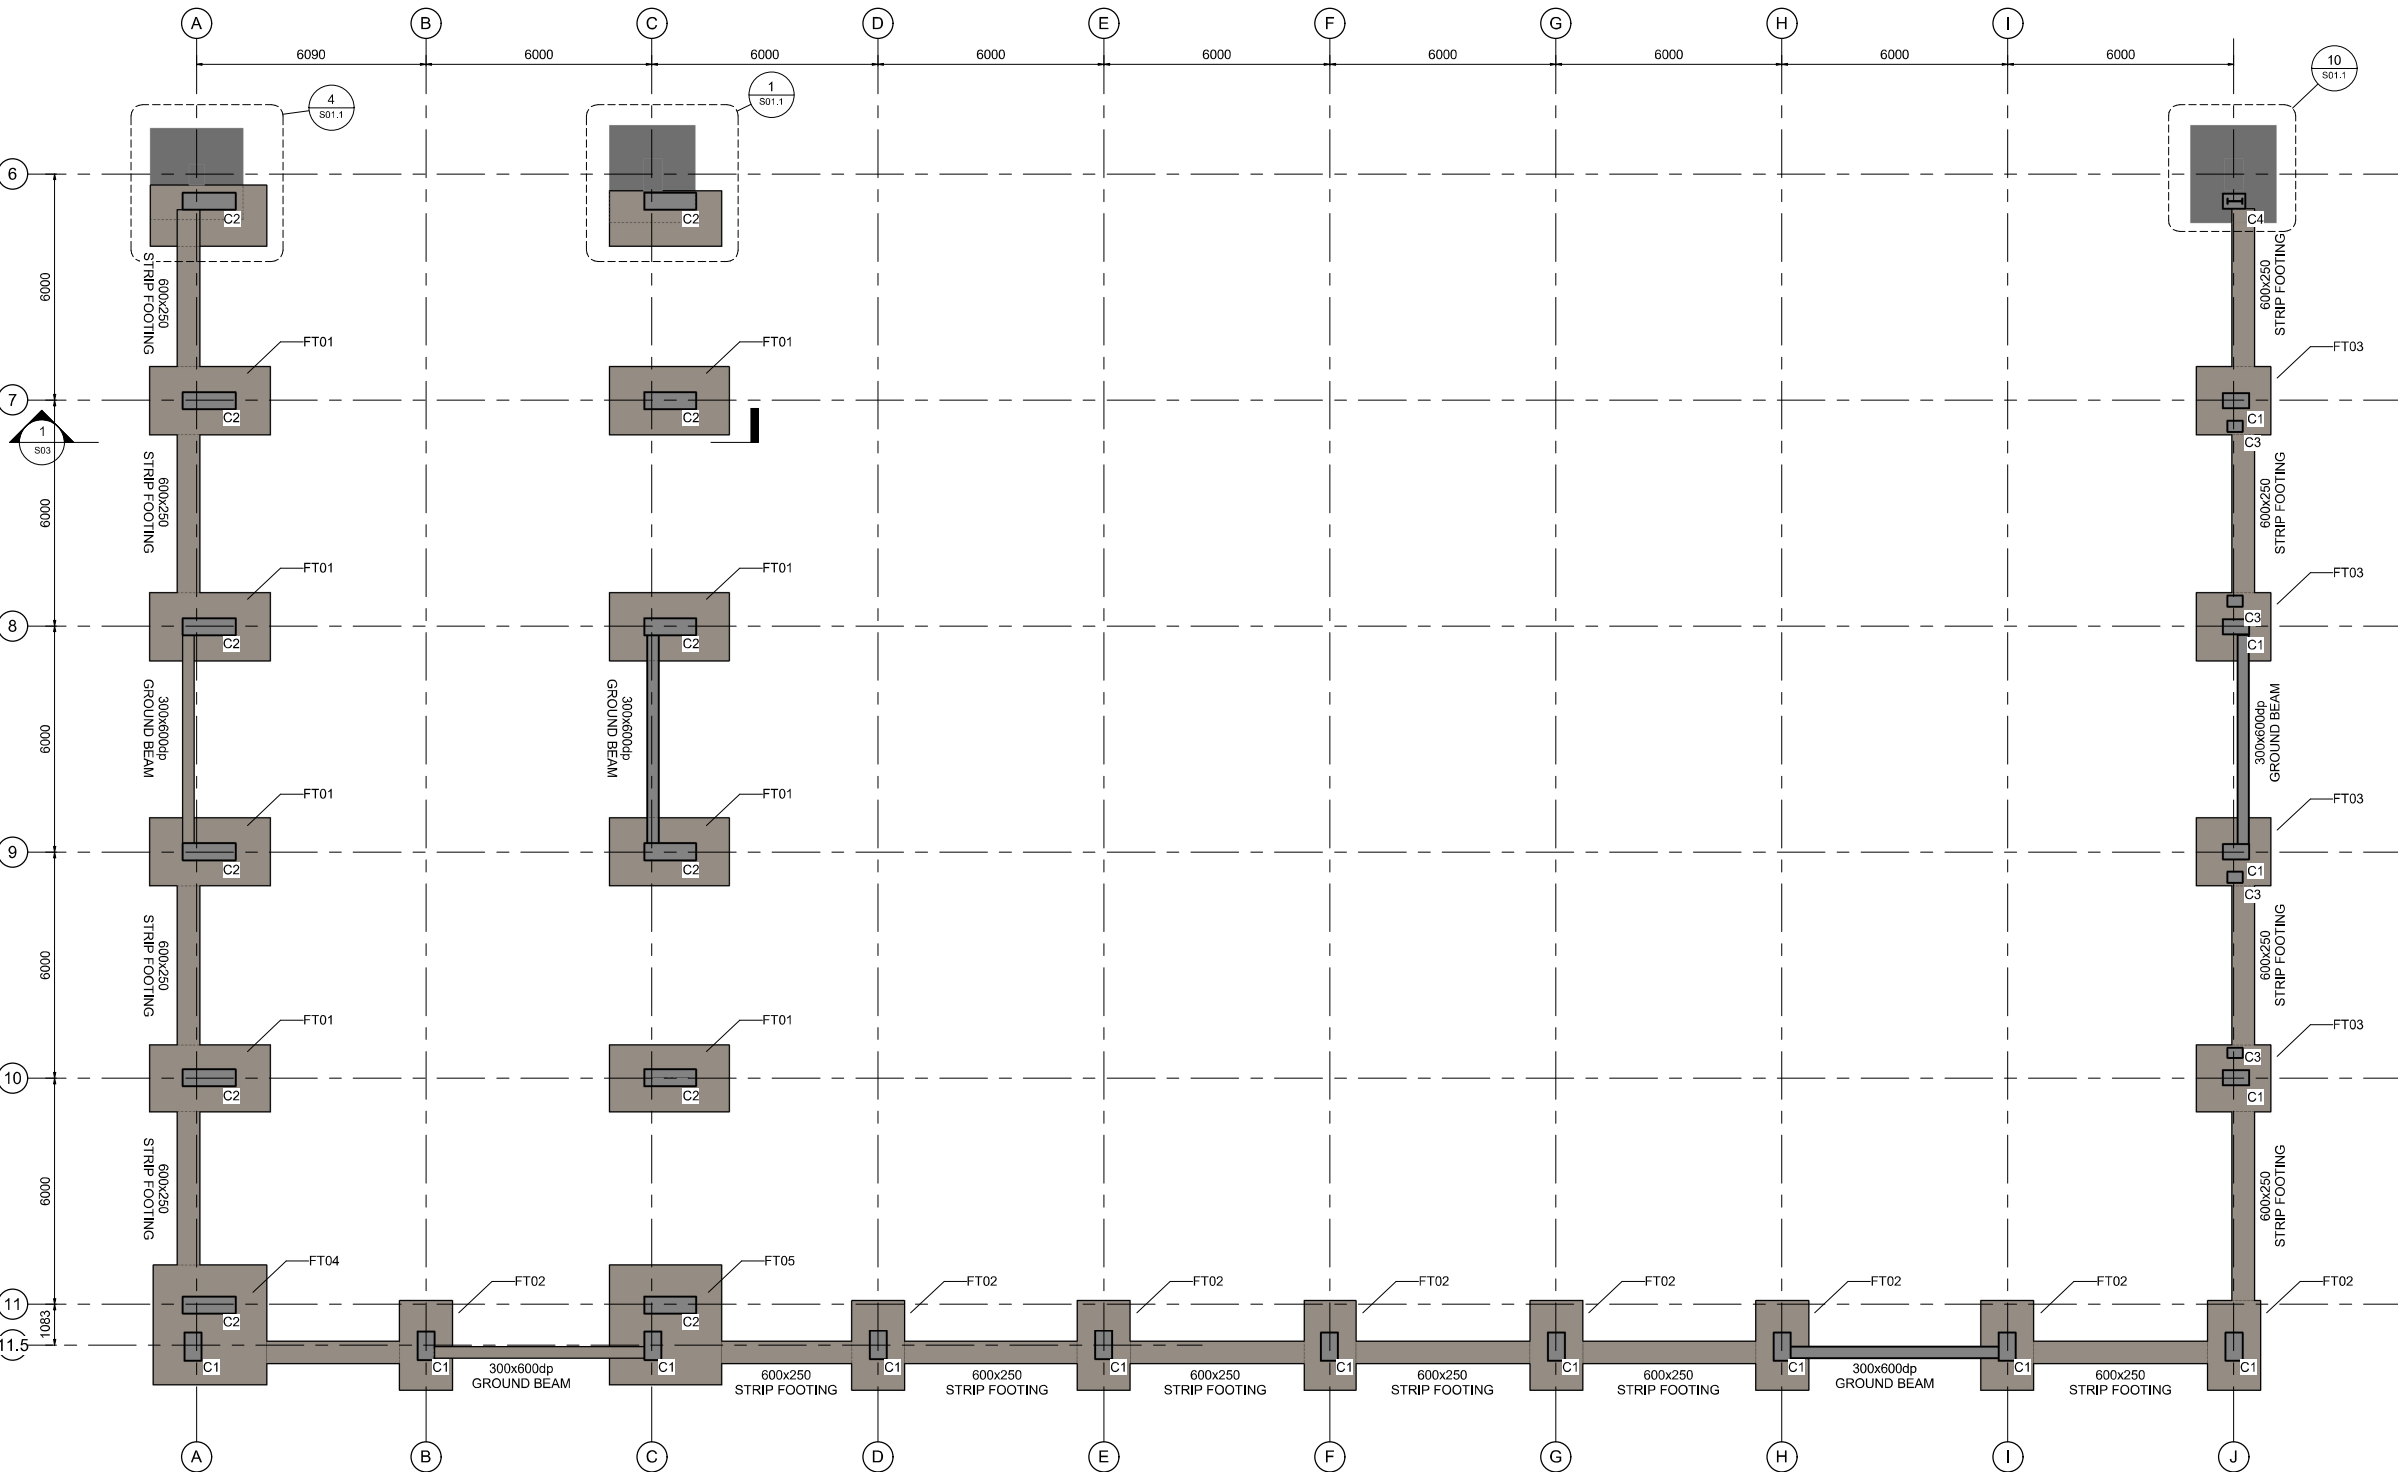 A B C D E F G H I J
6090 6000 6000 6000 6000 6000 6000 6000 6000
4
S01.1
1
S01.1
10
S01.1
6
C2 C2 C4
6000
600x250
STRIP FOOTING
600x250
STRIP FOOTING
FT01 FT01 FT03
7
C2 C2 C1
C3
1
S03
6000
600x250
STRIP FOOTING
600x250
STRIP FOOTING
FT01 FT01 FT03
8
C3
C2 C2 C1
6000
300x600dp
GROUND BEAM
300x600dp
GROUND BEAM
300x600dp
GROUND BEAM
FT01 FT01 FT03
9
C2 C2 C1
C3
6000
600x250
STRIP FOOTING
600x250
STRIP FOOTING
FT01 FT01 FT03
10
C3
C2 C2 C1
6000
600x250
STRIP FOOTING
600x250
STRIP FOOTING
FT04 FT02 FT05 FT02 FT02 FT02 FT02 FT02 FT02 FT02
11
C2 C2
1083
11.5
C1 C1 C1 C1 C1 C1 C1 C1 C1 C1
300x600dp
GROUND BEAM
600x250
STRIP FOOTING
600x250
STRIP FOOTING
600x250
STRIP FOOTING
600x250
STRIP FOOTING
600x250
STRIP FOOTING
300x600dp
GROUND BEAM
600x250
STRIP FOOTING
A B C D E F G H I J